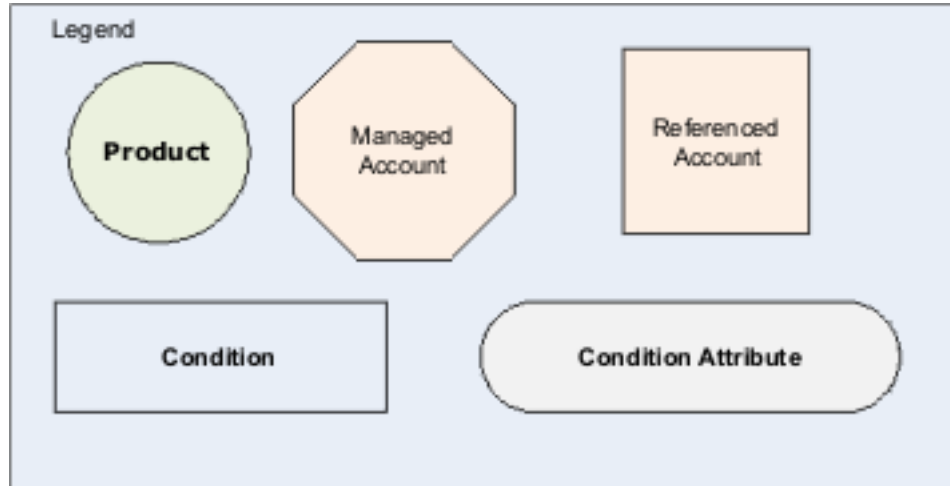 Legend
Product
Managed
Account
Referenced
Account
Condition
Condition Attribute